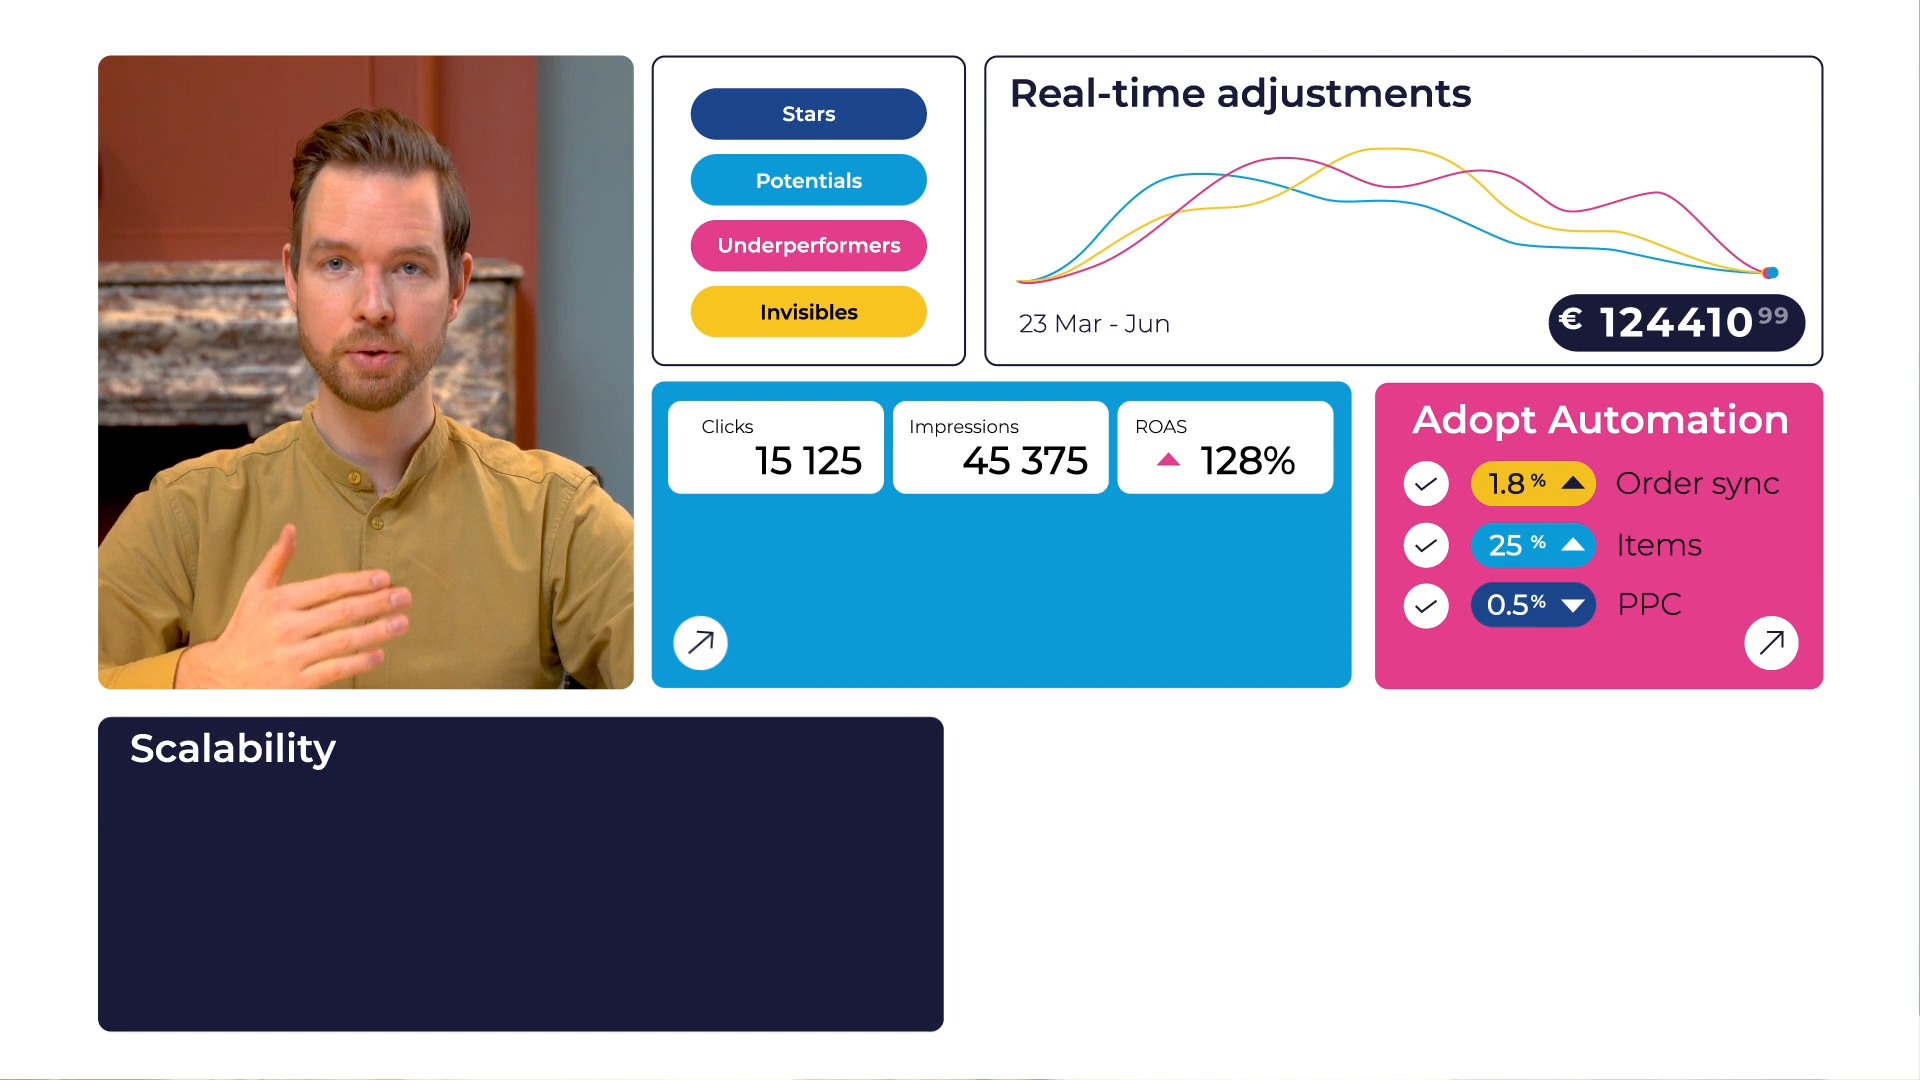 Stars
Potentials
Underperformers
Invisibles
Real-time adjustments
23 Mar - Jun
€ 124410 99
Clicks
15 125
Impressions
45 375
ROAS
128%
Adopt Automation
1.8 % Order sync
25 % Items
0.5% PPC
Scalability